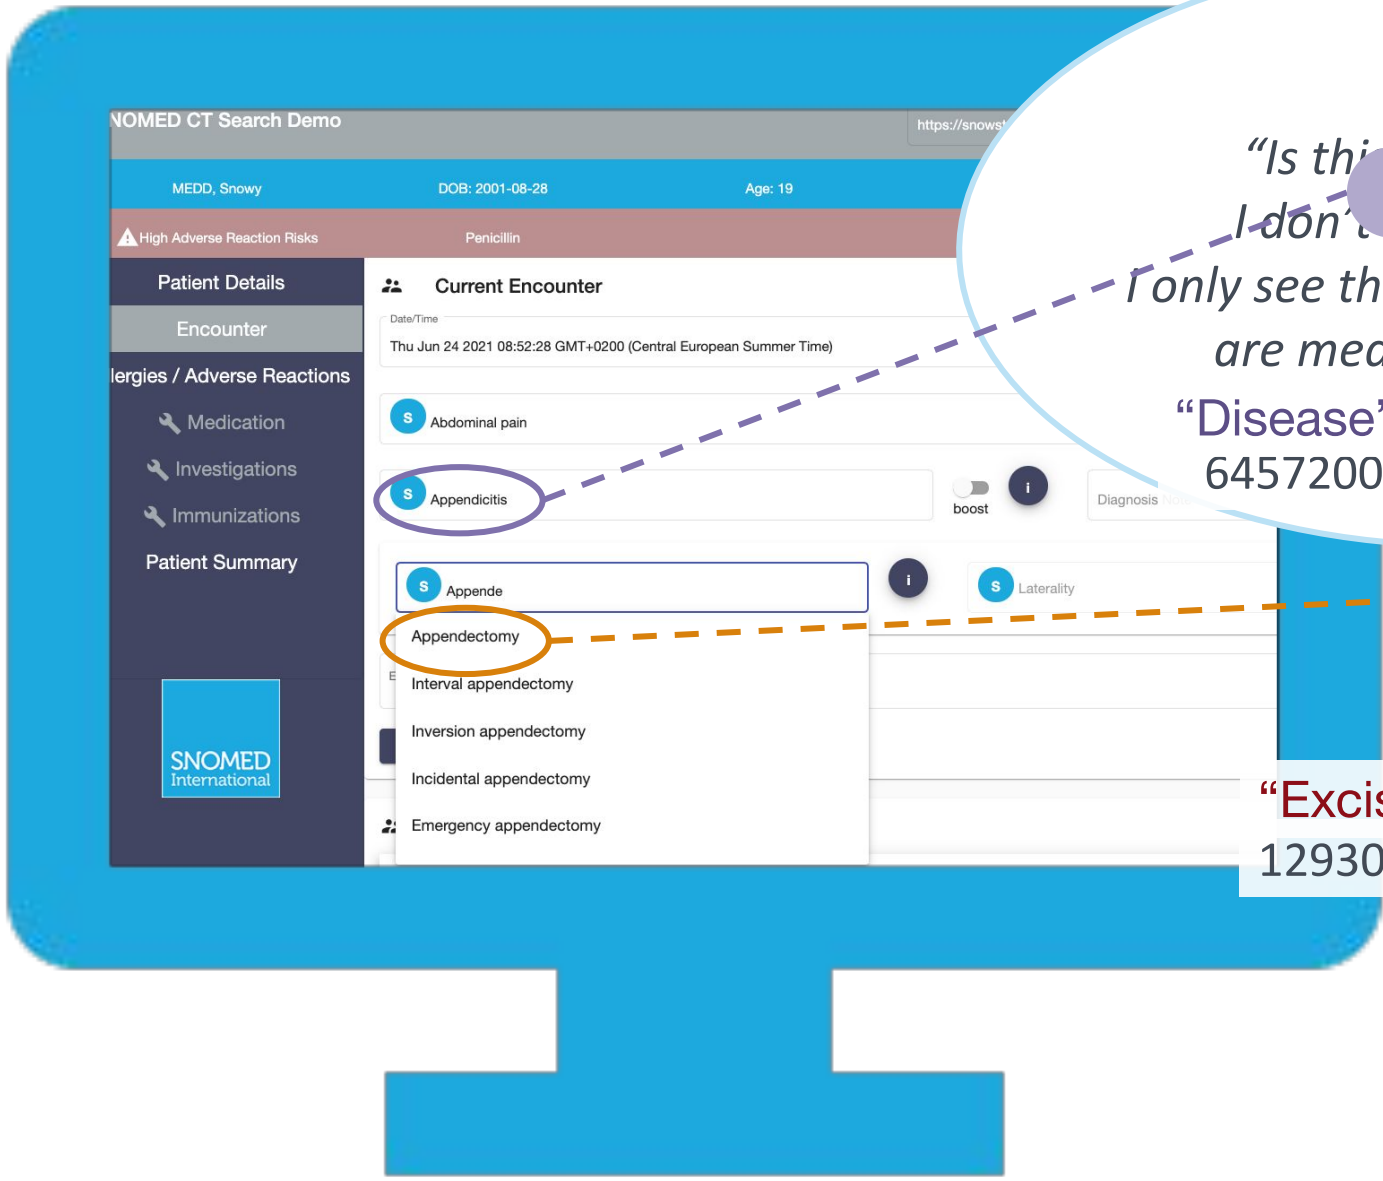 NOMED CT Search Demo
https://snowst
MEDD, Snowy
DOB: 2001-08-28
Age: 19
High Adverse Reaction Risks
Penicillin
Patient Details
Encounter
lergies / Adverse Reactions
Medication
Investigations
Immunizations
Patient Summary
SNOMED
International
Current Encounter
Date/Time
Thu Jun 24 2021 08:52:28 GMT+0200 (Central European Summer Time)
S Abdominal pain
S Appendicitis
boost
i
Diagnosis
S Appende
i
S Laterality
Appendectomy
E
Interval appendectomy
Inversion appendectomy
Incidental appendectomy
Emergency appendectomy
“Is thi
I don’t
I only see th
are med
“Disease”
6457200
“Excis
12930